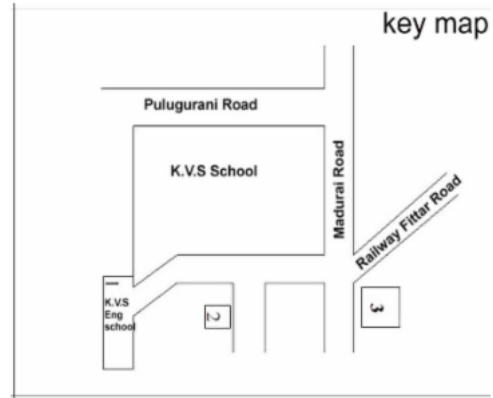 key map
Pulugurani Road
K.V.S School
Madurai Road
Railway Fittar Road
K.V.S
Eng
school
2
3